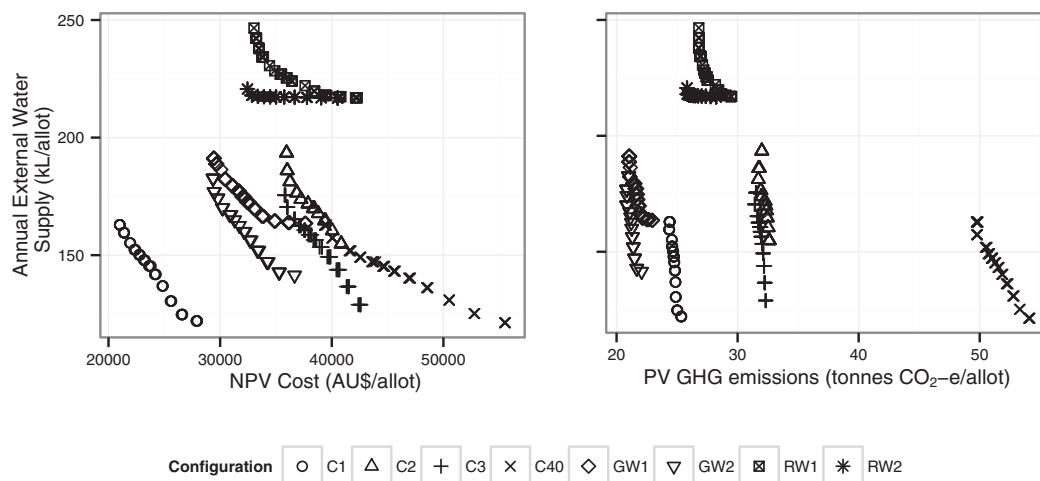 Annual External Water
Supply (kL/allot)
250
200
150
20000 30000 40000 50000
NPV Cost (AU$/allot)
20 30 40 50
PV GHG emissions (tonnes CO₂−e/allot)
Configuration C1 C2 C3 C40 GW1 GW2 RW1 RW2